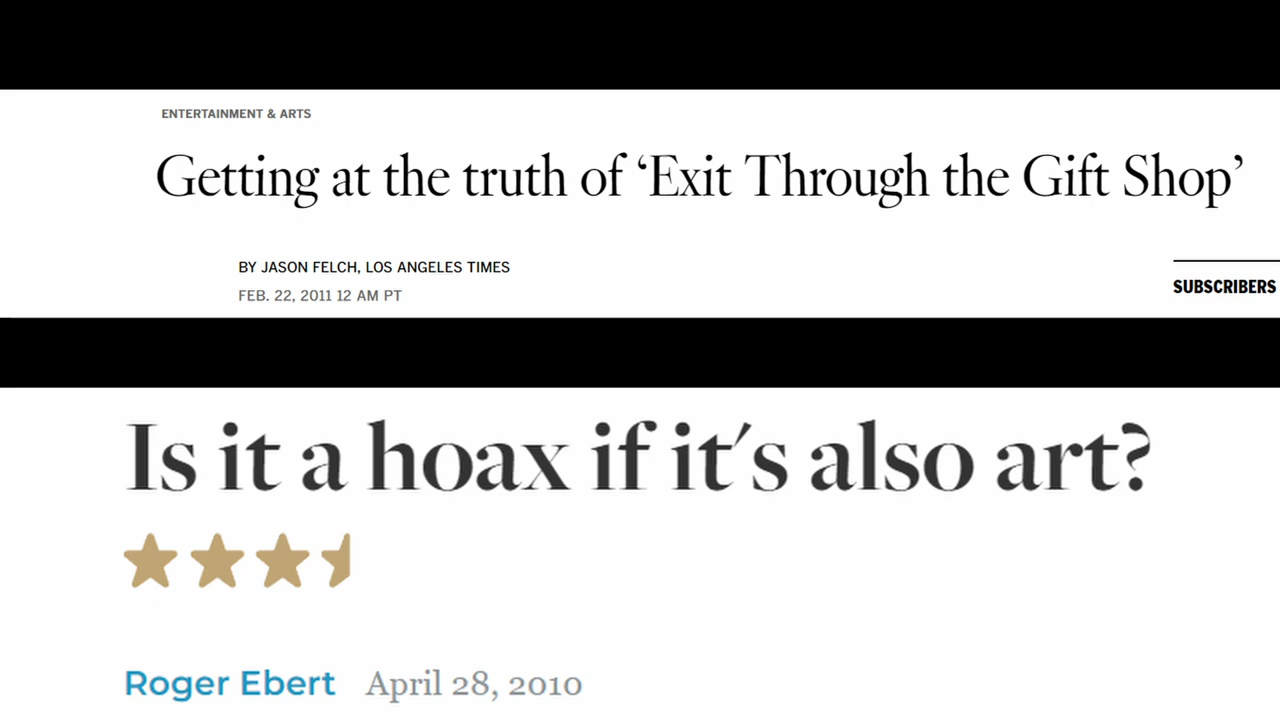 ENTERTAINMENT & ARTS
Getting at the truth of ‘Exit Through the Gift Shop’
BY JASON FELCH, LOS ANGELES TIMES
FEB. 22, 2011 12 AM PT
SUBSCRIBERS
Is it a hoax if it's also art?
Roger Ebert April 28, 2010